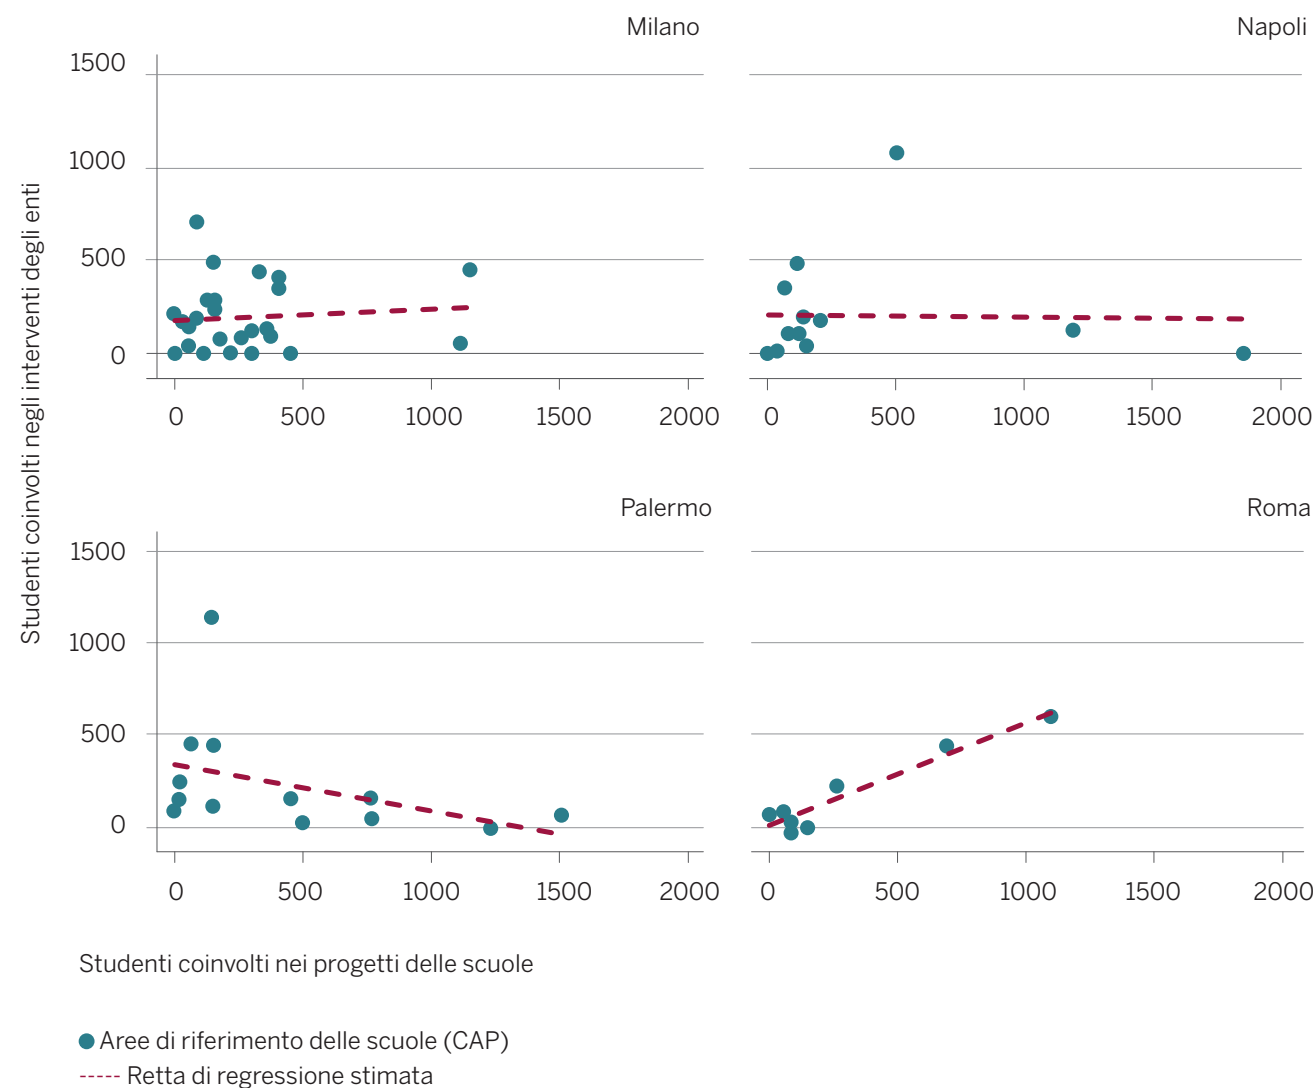 Milano
Napoli
1500
1000
500
0
0 500 1000 1500 2000
0 500 1000 1500 2000
Studenti coinvolti negli interventi degli enti
Palermo
Roma
1500
1000
500
0
0 500 1000 1500 2000
0 500 1000 1500 2000
Studenti coinvolti nei progetti delle scuole
Aree di riferimento delle scuole (CAP)
Retta di regressione stimata